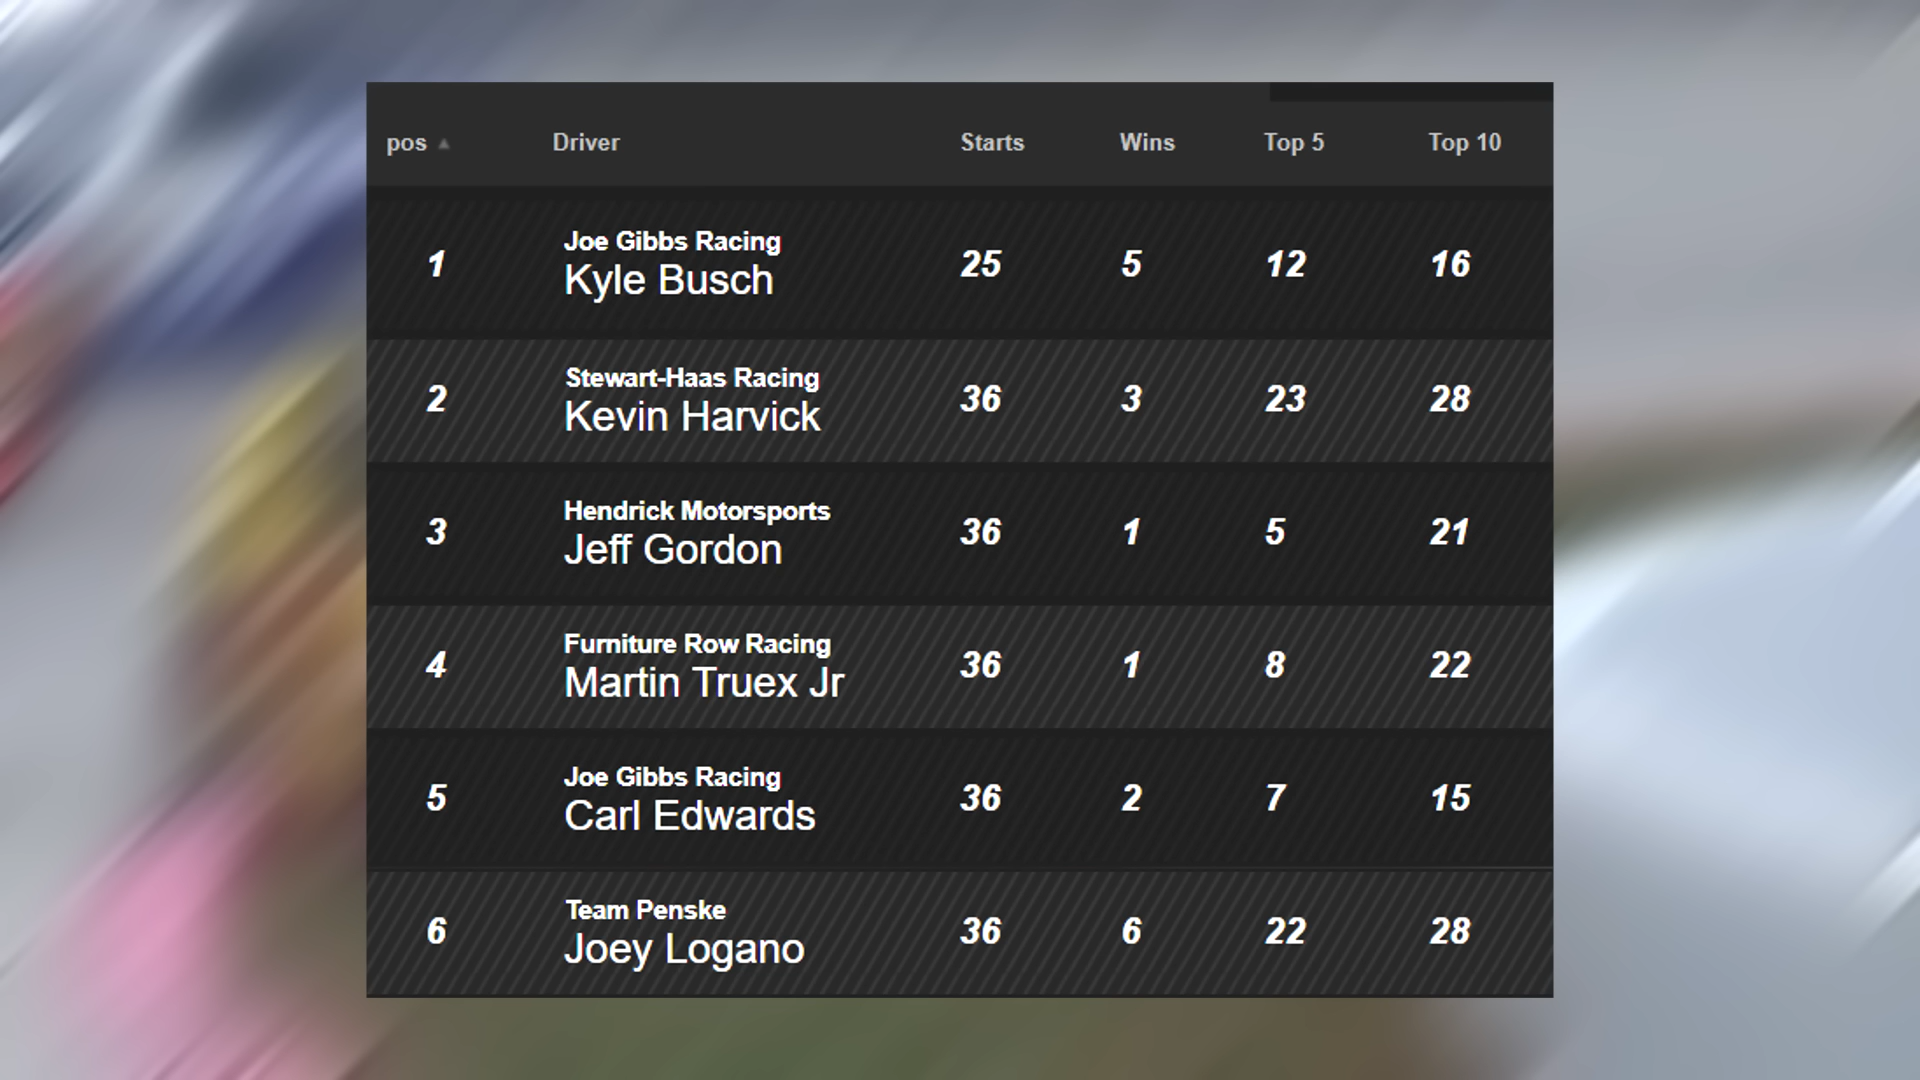 pos ▲ Driver Starts Wins Top 5 Top 10
Joe Gibbs Racing
1 Kyle Busch 25 5 12 16
Stewart-Haas Racing
2 Kevin Harvick 36 3 23 28
Hendrick Motorsports
3 Jeff Gordon 36 1 5 21
Furniture Row Racing
4 Martin Truex Jr 36 1 8 22
Joe Gibbs Racing
5 Carl Edwards 36 2 7 15
Team Penske
6 Joey Logano 36 6 22 28